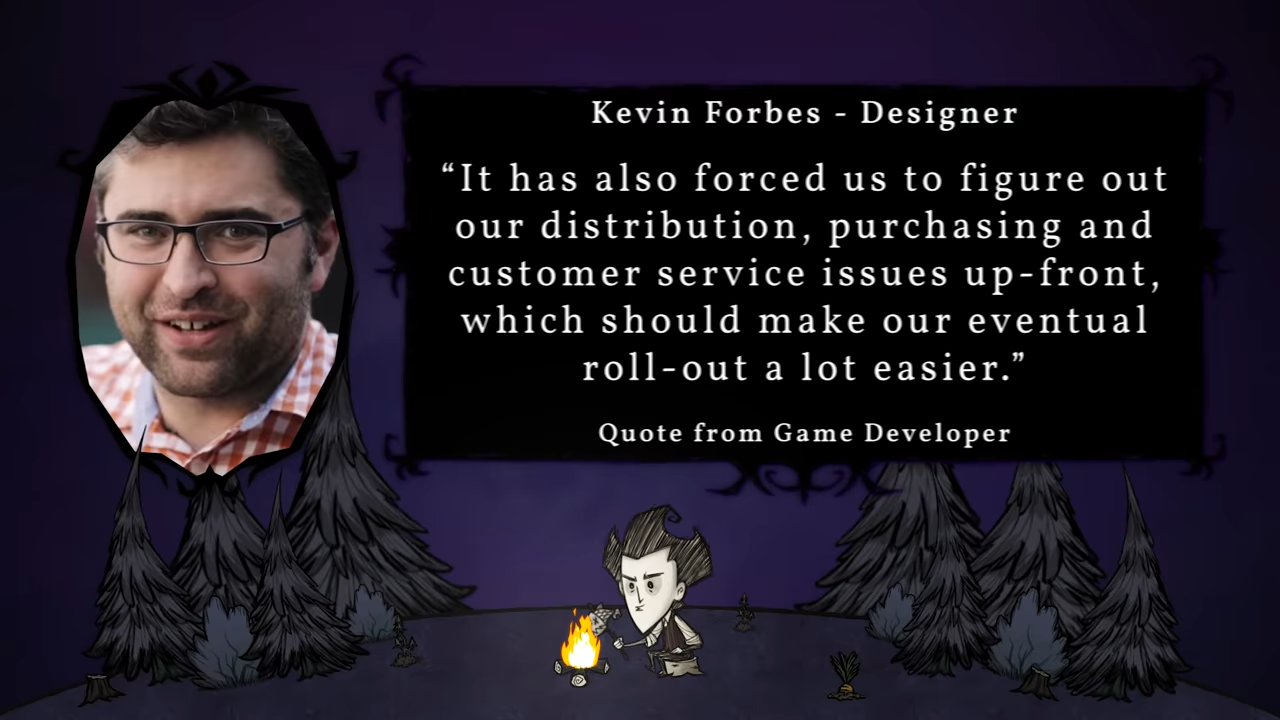 Kevin Forbes - Designer
“It has also forced us to figure out
our distribution, purchasing and
customer service issues up-front,
which should make our eventual
roll-out a lot easier.”
Quote from Game Developer